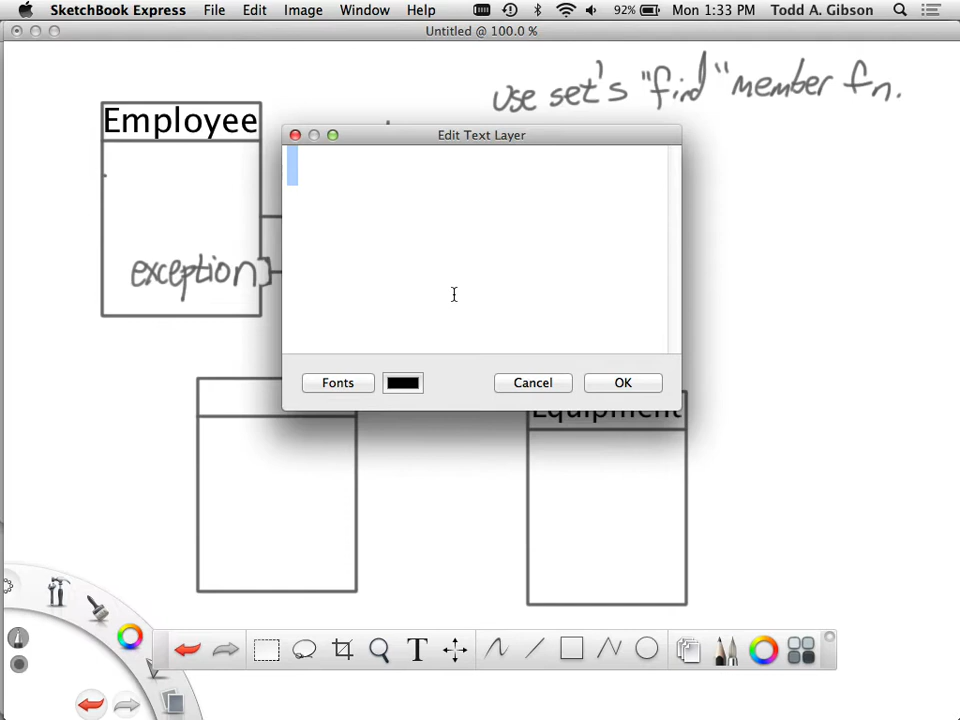 SketchBook Express File Edit Image Window Help 92% Mon 1:33 PM Todd A. Gibson
Untitled @ 100.0 %
use set's "find" member fn.
Employee
Edit Text Layer
exception
Fonts Cancel OK
Equipment
T